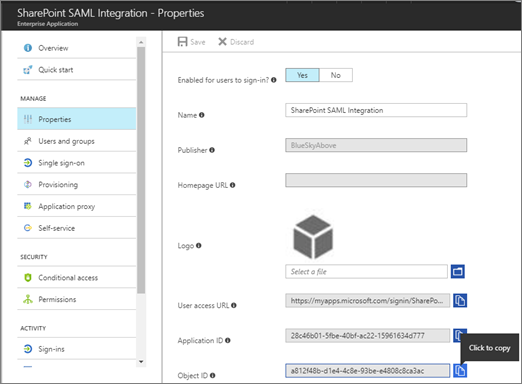 SharePoint SAML Integration - Properties
Enterprise Application
Overview
Quick start
MANAGE
Properties
Users and groups
Single sign-on
Provisioning
Application proxy
Self-service
SECURITY
Conditional access
Permissions
ACTIVITY
Sign-ins
Save Discard
Enabled for users to sign-in? Yes No
Name SharePoint SAML Integration
Publisher BlueSkyAbove
Homepage URL
Logo
Select a file
User access URL https://myapps.microsoft.com/signin/SharePo...
Application ID 28c46b01-5fbe-40bf-ac22-15961634d777
Click to copy
Object ID a812f48b-d1e4-4c8e-93be-e4808c8ca3ac